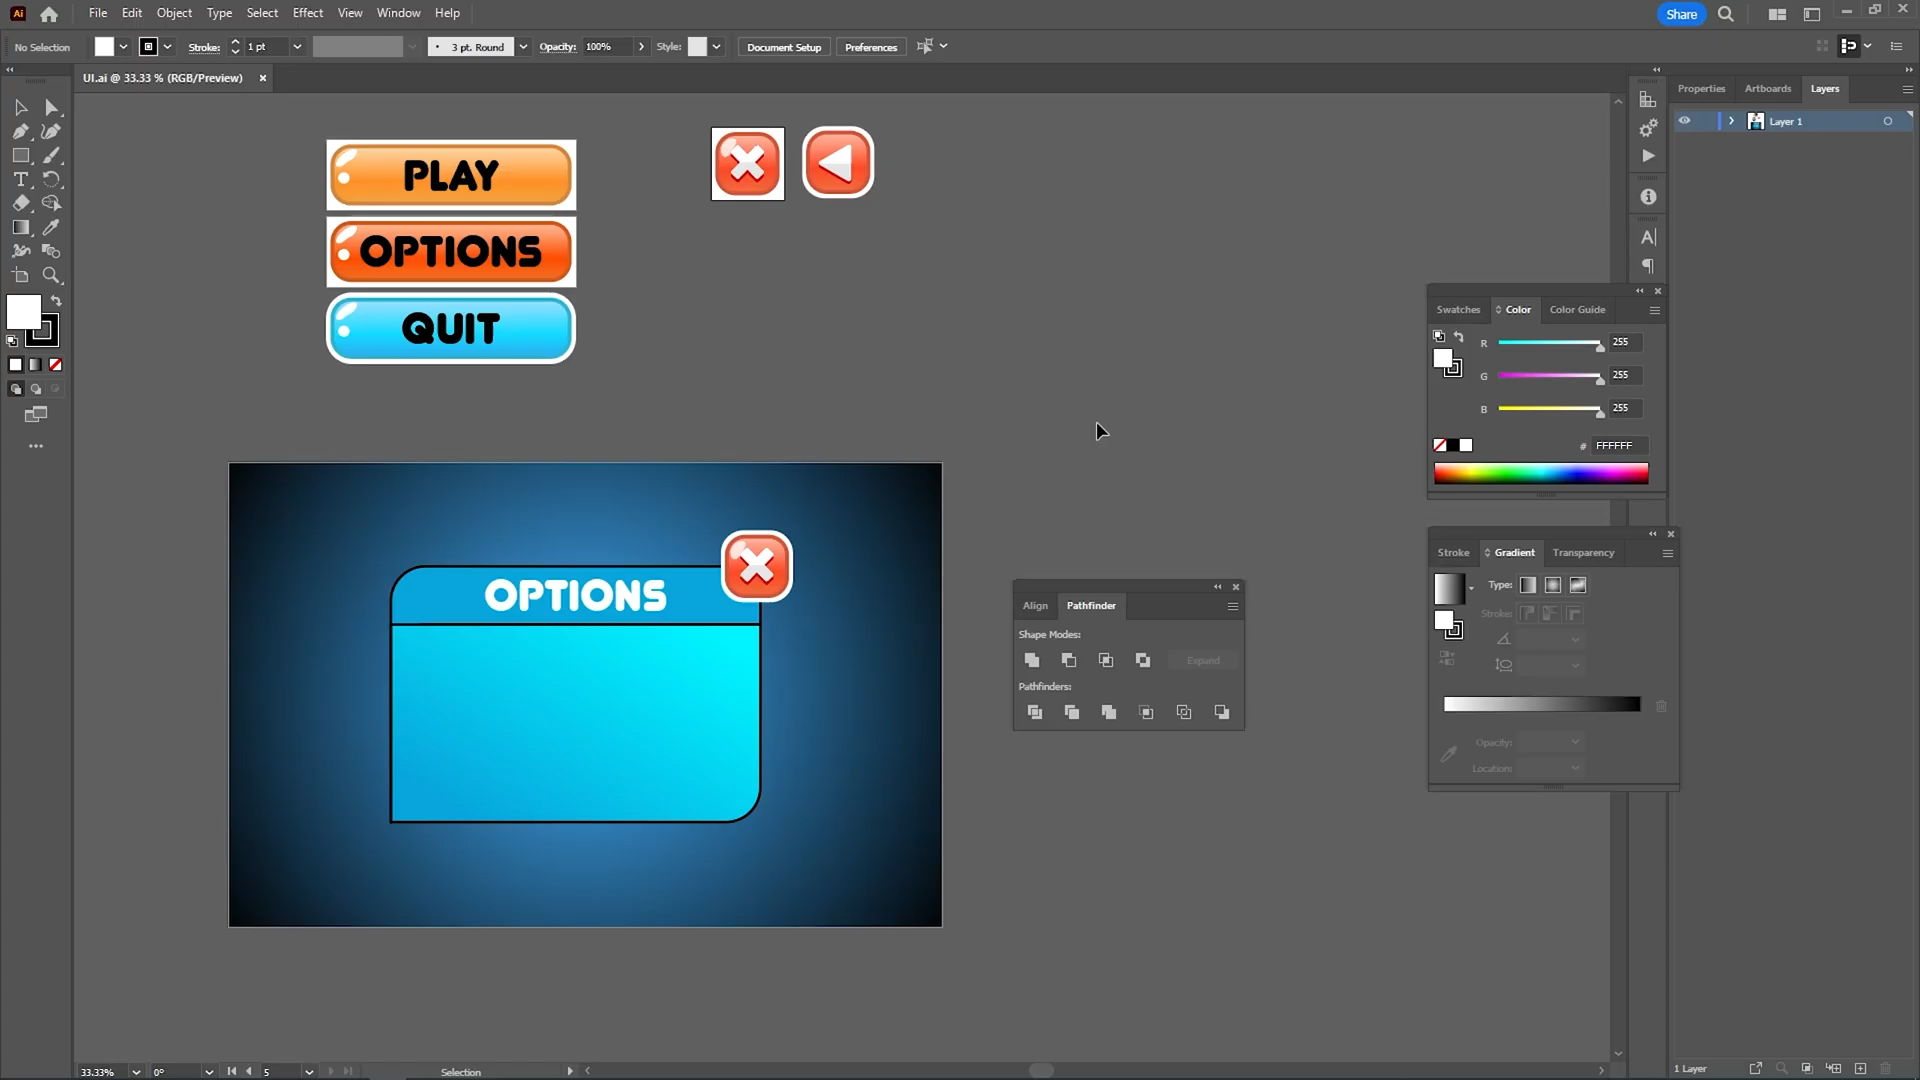 Ai File Edit Object Type Select Effect View Window Help Share
No Selection Stroke: 1 pt 3 pt. Round Opacity: 100% Style: Document Setup Preferences
UI.ai @ 33.33 % (RGB/Preview)
Properties Artboards Layers
Layer 1
PLAY
OPTIONS
QUIT
Swatches Color Color Guide
R 255
G 255
B 255
# FFFFFF
OPTIONS
Stroke Gradient Transparency
Type:
Stroke:
Opacity:
Location:
Align Pathfinder
Shape Modes:
Expand
Pathfinders:
33.33% 0° 5 Selection
1 Layer